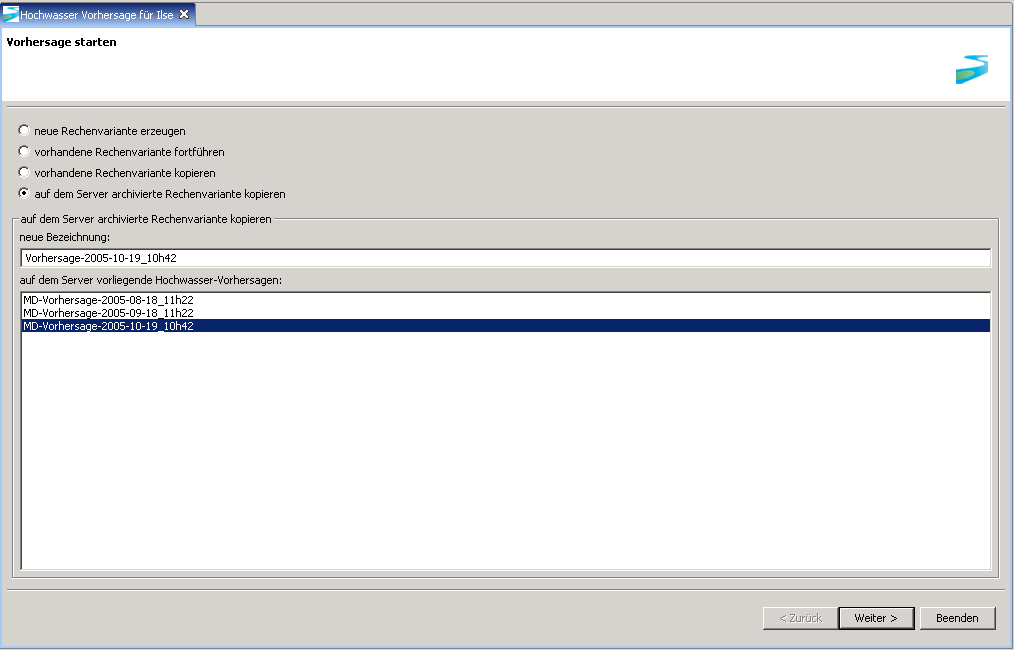 Hochwasser Vorhersage für Ilse
Vorhersage starten
neue Rechenvariante erzeugen
vorhandene Rechenvariante fortführen
vorhandene Rechenvariante kopieren
auf dem Server archivierte Rechenvariante kopieren
auf dem Server archivierte Rechenvariante kopieren
neue Bezeichnung:
Vorhersage-2005-10-19_10h42
auf dem Server vorliegende Hochwasser-Vorhersagen:
MD-Vorhersage-2005-08-18_11h22
MD-Vorhersage-2005-09-18_11h22
MD-Vorhersage-2005-10-19_10h42
< Zurück Weiter > Beenden